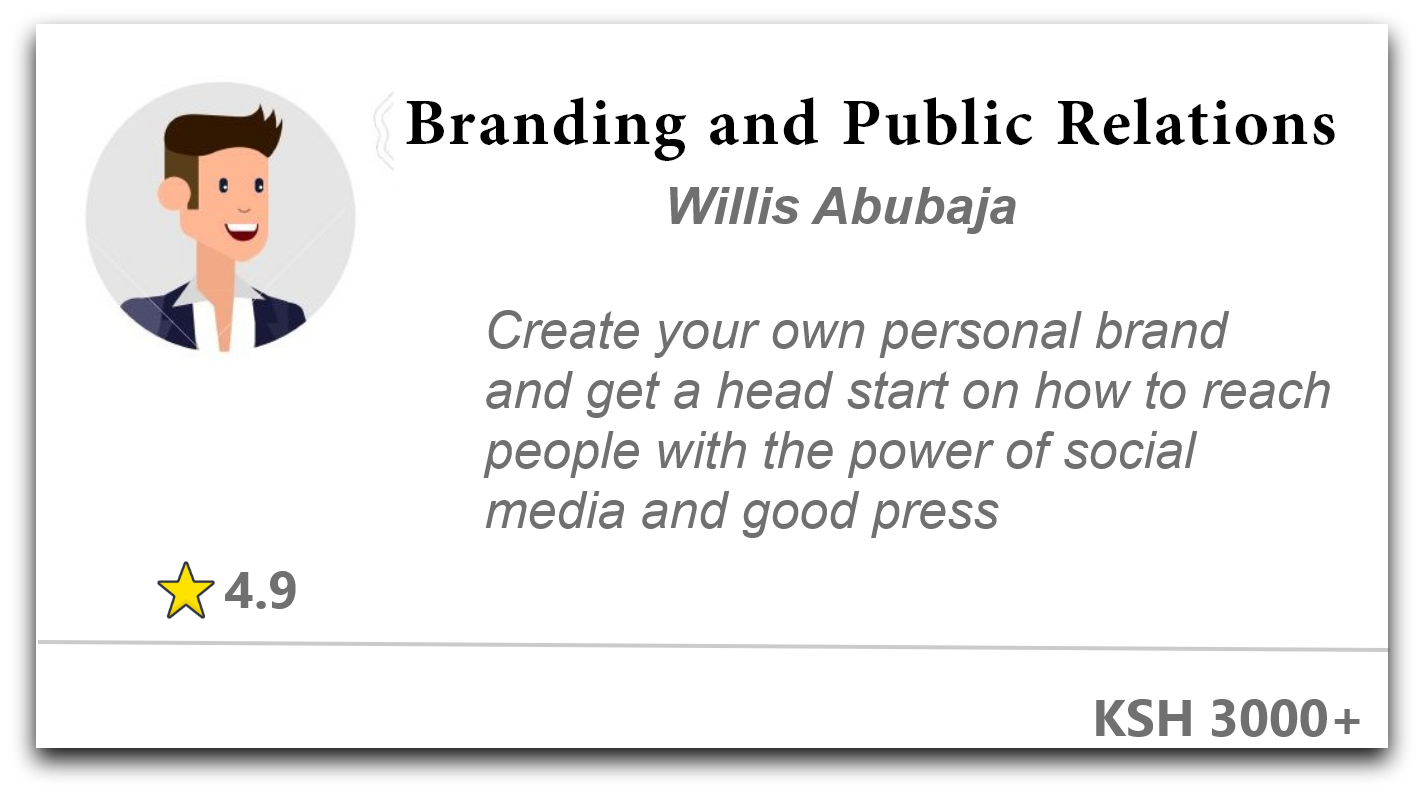 Branding and Public Relations
Willis Abubaja
Create your own personal brand
and get a head start on how to reach
people with the power of social
media and good press
4.9
KSH 3000+